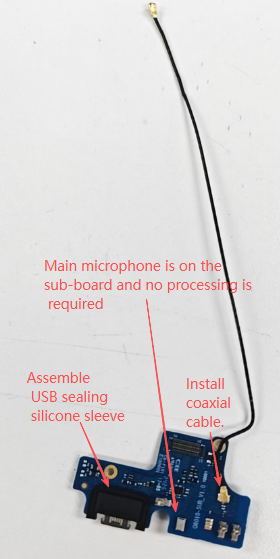 Main microphone is on the
sub-board and no processing is
required
Assemble
USB sealing
silicone sleeve
Install
coaxial
cable.